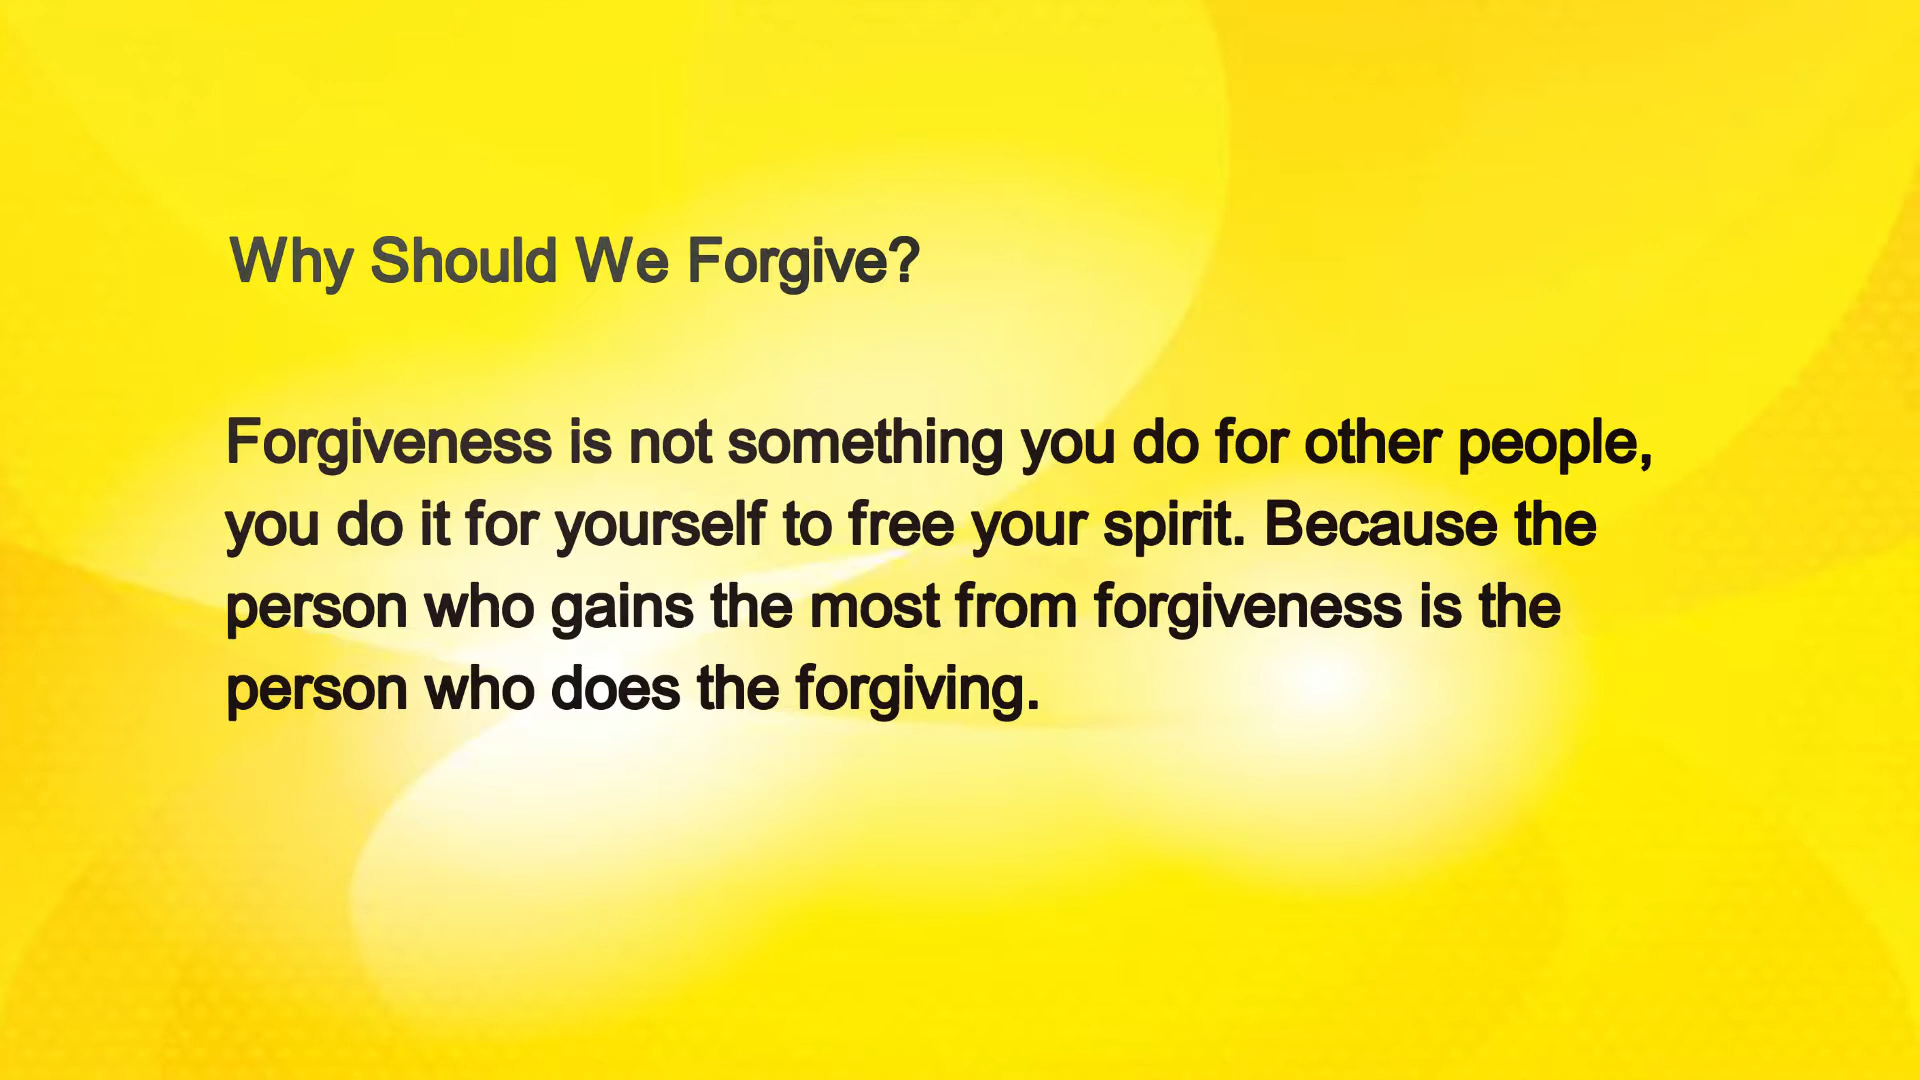 Why Should We Forgive?
Forgiveness is not something you do for other people,
you do it for yourself to free your spirit. Because the
person who gains the most from forgiveness is the
person who does the forgiving.